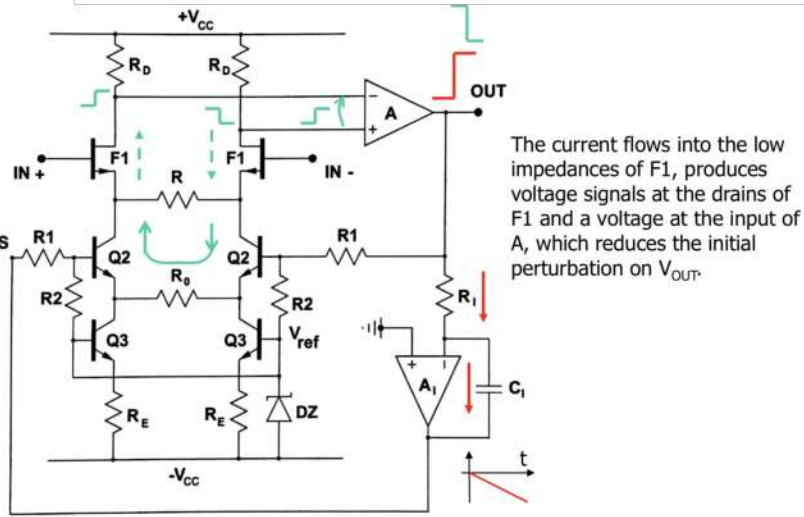 +VCC
RD
RD
OUT
−
A
+
F1
F1
IN +
IN -
R
The current flows into the low
impedances of F1, produces
voltage signals at the drains of
F1 and a voltage at the input of
A, which reduces the initial
perturbation on VOUT.
S
R1
R1
Q2
Q2
R2
R0
R2
RI
Q3
Q3
Vref
+
−
AI
CI
RE
RE
DZ
-VCC
t